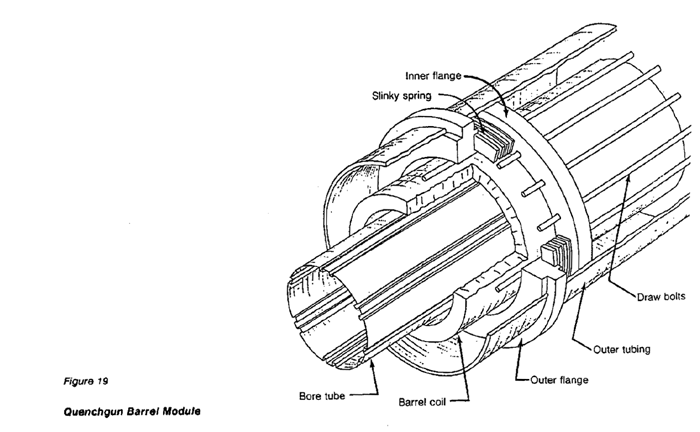 Inner flange
Slinky spring
Draw bolts
Outer tubing
Outer flange
Barrel coil
Bore tube
Figure 19
Quenchgun Barrel Module